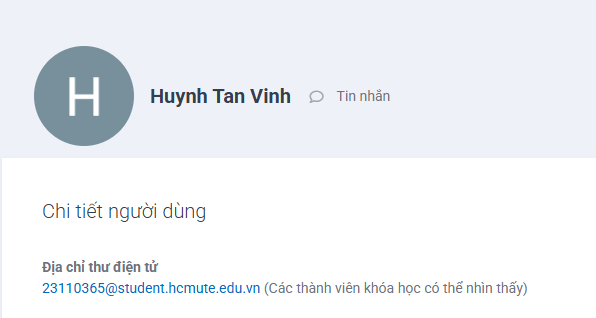 H
Huynh Tan Vinh
Tin nhắn
Chi tiết người dùng
Địa chỉ thư điện tử
23110365@student.hcmute.edu.vn (Các thành viên khóa học có thể nhìn thấy)